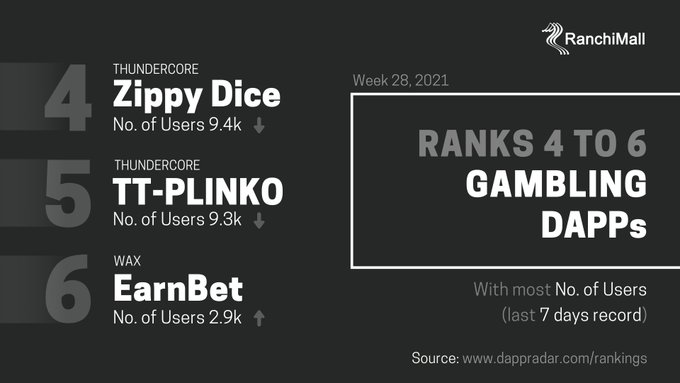 RanchiMall
4
THUNDERCORE
Zippy Dice
No. of Users 9.4k
5
THUNDERCORE
TT-PLINKO
No. of Users 9.3k
6
WAX
EarnBet
No. of Users 2.9k
Week 28, 2021
RANKS 4 TO 6
GAMBLING
DAPPs
With most No. of Users
(last 7 days record)
Source: www.dappradar.com/rankings